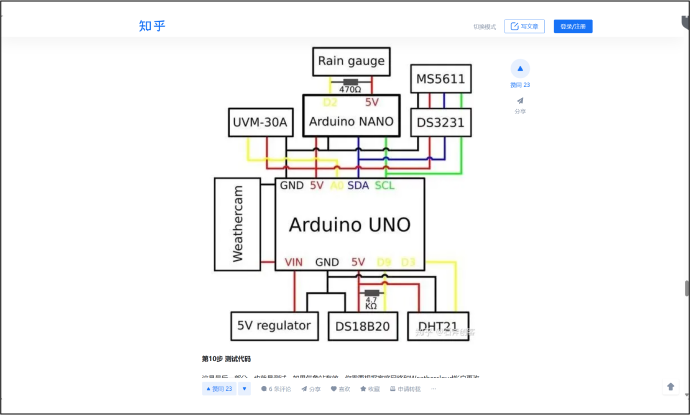 知乎
切换模式
写文章
登录/注册
Rain gauge
470Ω
D2 5V
Arduino NANO
MS5611
DS3231
UVM-30A
赞同 23
分享
GND 5V A0 SDA SCL
Weathercam
Arduino UNO
VIN GND 5V D9 D3
4.7
KΩ
5V regulator
DS18B20
DHT21
第10步 测试代码
赞同 23
6 条评论
分享
喜欢
收藏
申请转载
···